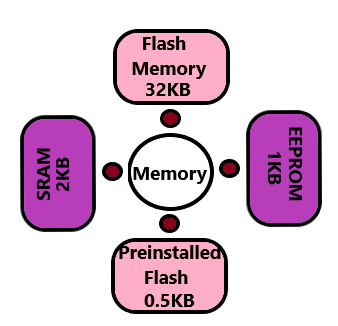 Flash
Memory
32KB
SRAM
2KB
Memory
EEPROM
1KB
Preinstalled
Flash
0.5KB